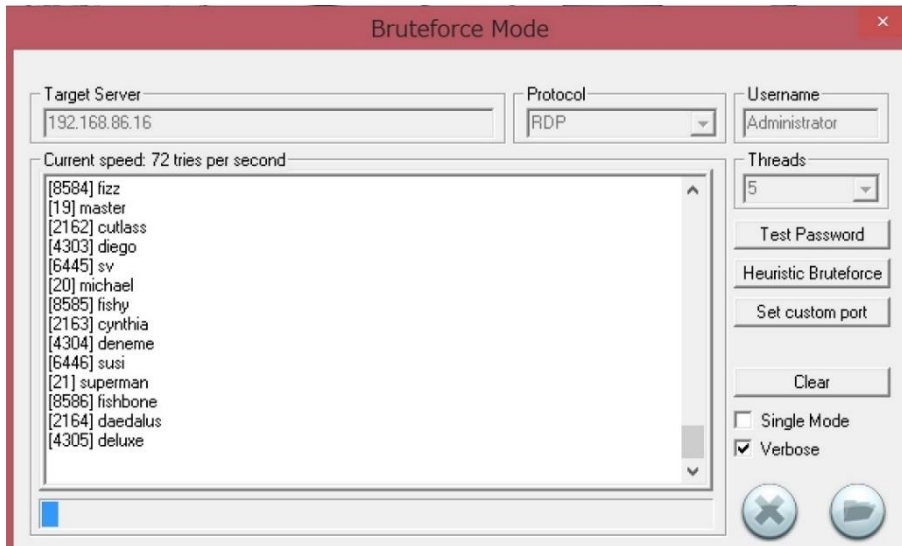 Bruteforce Mode
×
Target Server
192.168.86.16
Protocol
RDP
Username
Administrator
Current speed: 72 tries per second
[8584] fizz
[19] master
[2162] cutlass
[4303] diego
[6445] sv
[20] michael
[8585] fishy
[2163] cynthia
[4304] deneme
[6446] susi
[21] superman
[8586] fishbone
[2164] daedalus
[4305] deluxe
Threads
5
Test Password
Heuristic Bruteforce
Set custom port
Clear
Single Mode
Verbose